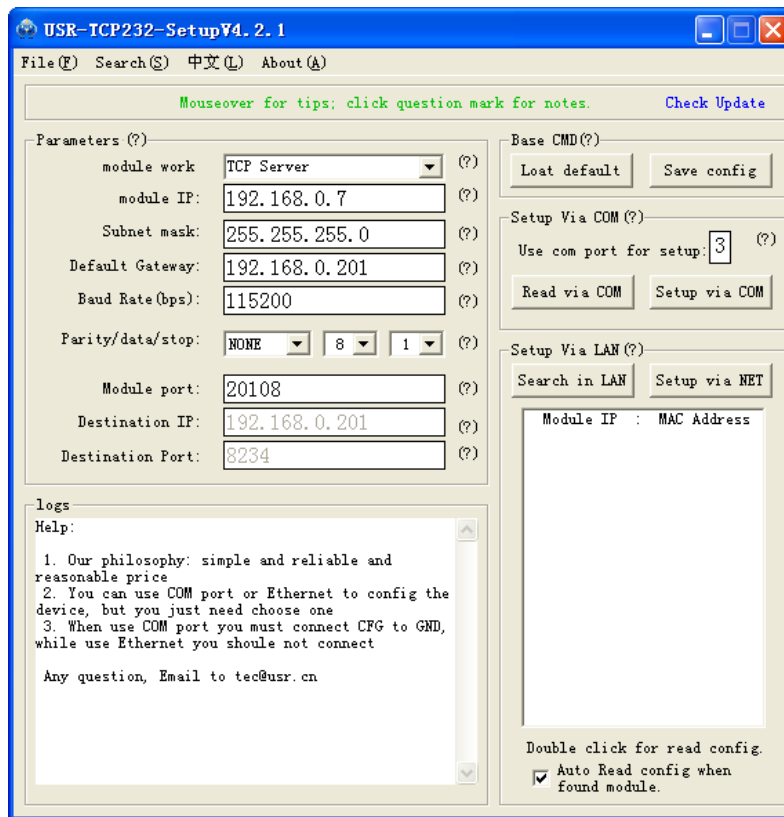 USR-TCP232-SetupV4.2.1
File(F) Search(S) 中文(L) About(A)
Mouseover for tips; click question mark for notes. Check Update
Parameters (?)
module work TCP Server (?)
module IP: 192.168.0.7 (?)
Subnet mask: 255.255.255.0 (?)
Default Gateway: 192.168.0.201 (?)
Baud Rate(bps): 115200 (?)
Parity/data/stop: NONE 8 1 (?)
Module port: 20108 (?)
Destination IP: 192.168.0.201 (?)
Destination Port: 8234 (?)
Base CMD(?)
Loat default Save config
Setup Via COM(?)
Use com port for setup: 3 (?)
Read via COM Setup via COM
Setup Via LAN(?)
Search in LAN Setup via NET
Module IP : MAC Address
Double click for read config.
Auto Read config when
found module.
logs
Help:
1. Our philosophy: simple and reliable and
reasonable price
2. You can use COM port or Ethernet to config the
device, but you just need choose one
3. When use COM port you must connect CFG to GND,
while use Ethernet you shoule not connect
Any question, Email to tec@usr.cn